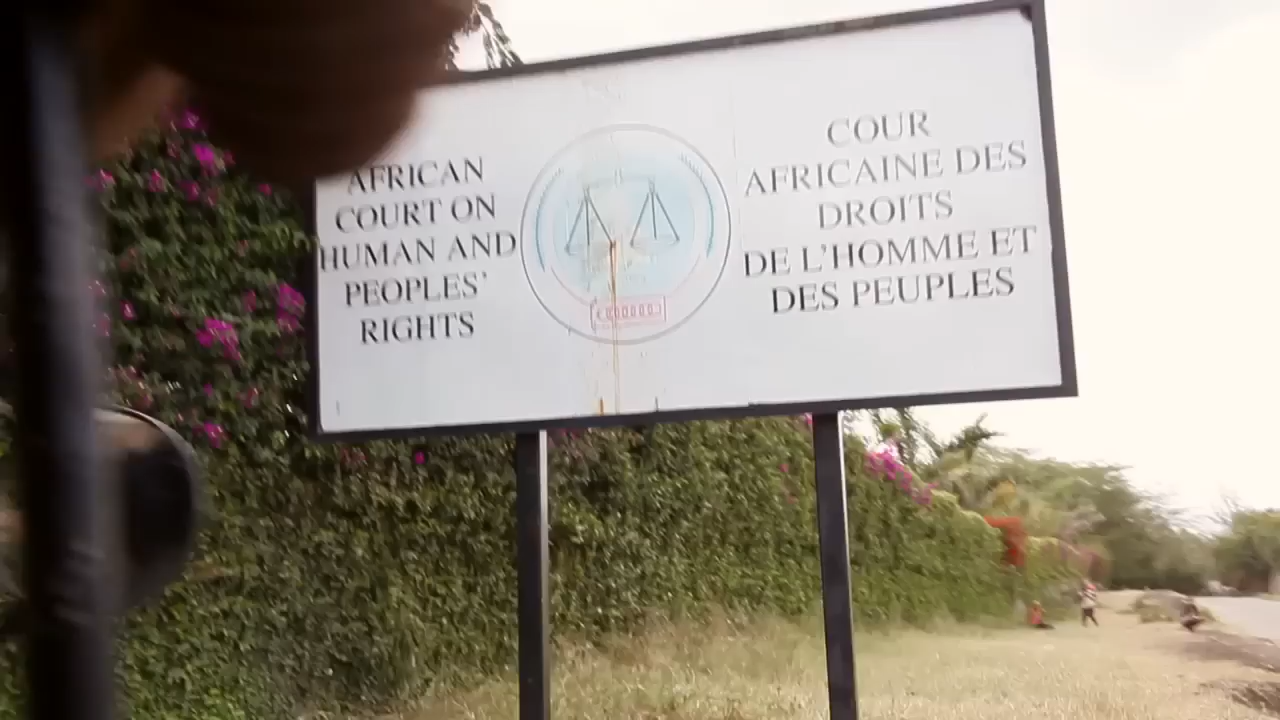 AFRICAN
COURT ON
HUMAN AND
PEOPLES'
RIGHTS
COUR
AFRICAINE DES
DROITS
DE L'HOMME ET
DES PEUPLES